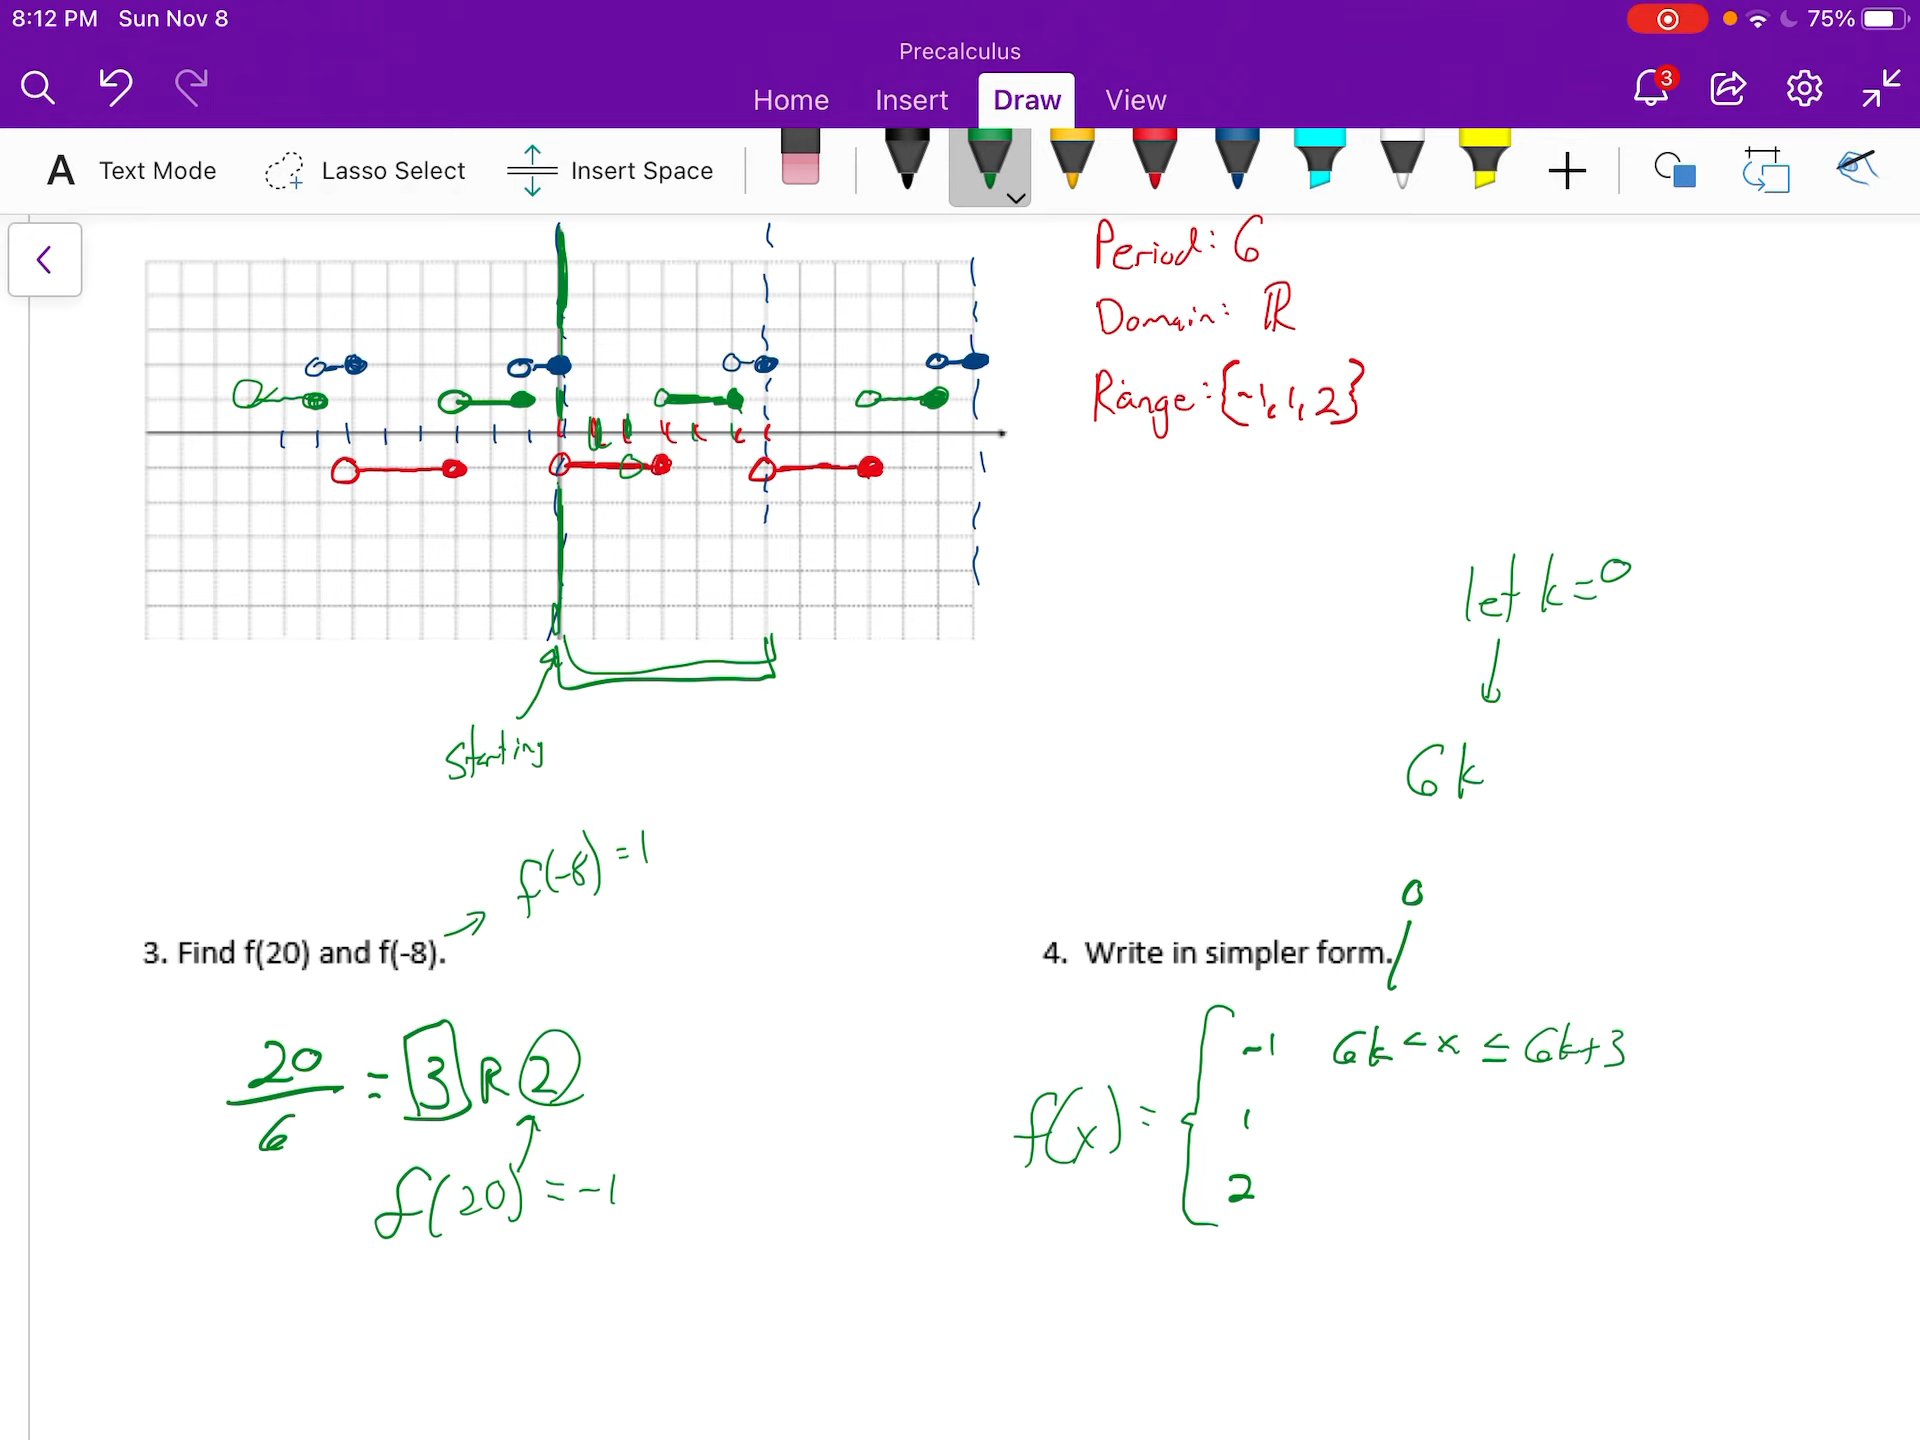 8:12 PM Sun Nov 8
75%
Precalculus
Home Insert Draw View
3
A Text Mode Lasso Select Insert Space
Period: 6
Domain: ℝ
Range: {-1, 1, 2}
let k=0
Starting
6k
f(-8) = 1
0
3. Find f(20) and f(-8).
4. Write in simpler form.
20/6 = 3 R 2
f(20) = -1
f(x) = {
-1 6k < x ≤ 6k+3
1
2